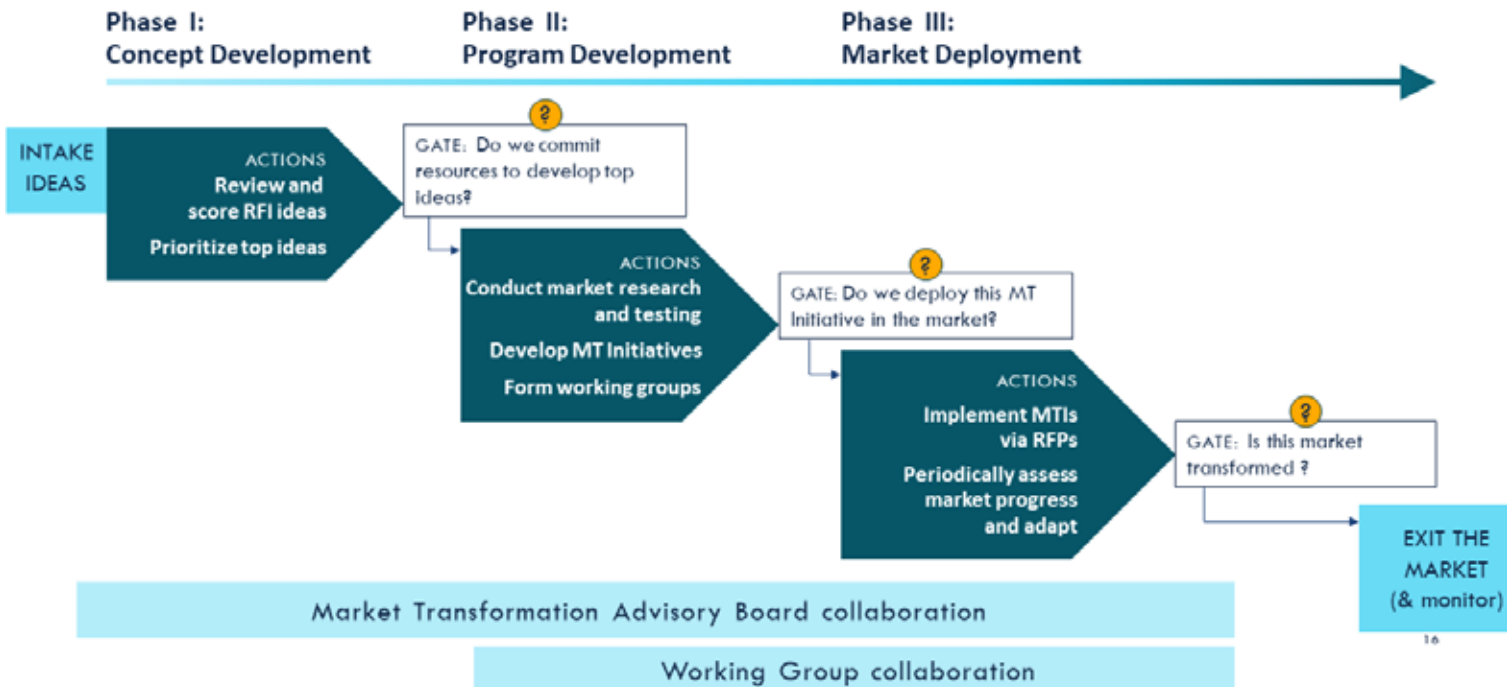 Phase I:
Concept Development
Phase II:
Program Development
Phase III:
Market Deployment
INTAKE
IDEAS
ACTIONS
Review and
score RFI ideas
Prioritize top ideas
?
GATE: Do we commit
resources to develop top
ideas?
ACTIONS
Conduct market research
and testing
Develop MT Initiatives
Form working groups
?
GATE: Do we deploy this MT
Initiative in the market?
ACTIONS
Implement MTIs
via RFPs
Periodically assess
market progress
and adapt
?
GATE: Is this market
transformed ?
EXIT THE
MARKET
(& monitor)
16
Market Transformation Advisory Board collaboration
Working Group collaboration